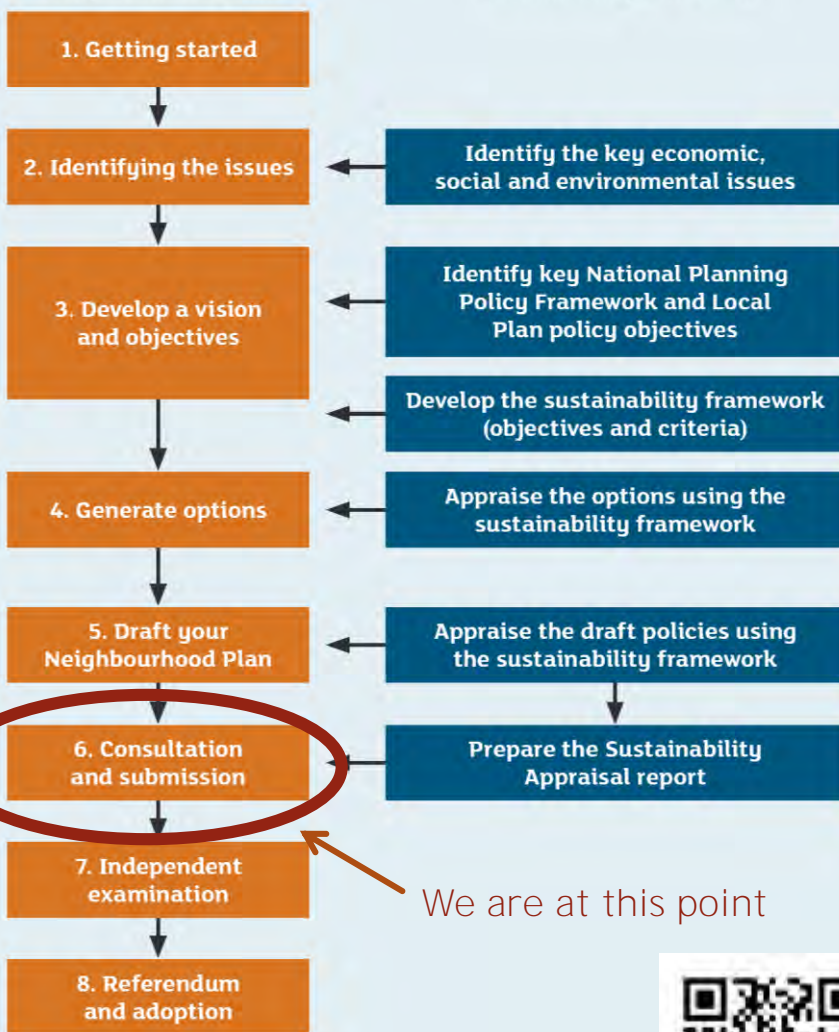 1. Getting started
2. Identifying the issues
Identify the key economic,
social and environmental issues
3. Develop a vision
and objectives
Identify key National Planning
Policy Framework and Local
Plan policy objectives
Develop the sustainability framework
(objectives and criteria)
4. Generate options
Appraise the options using the
sustainability framework
5. Draft your
Neighbourhood Plan
Appraise the draft policies using
the sustainability framework
6. Consultation
and submission
Prepare the Sustainability
Appraisal report
7. Independent
examination
We are at this point
8. Referendum
and adoption